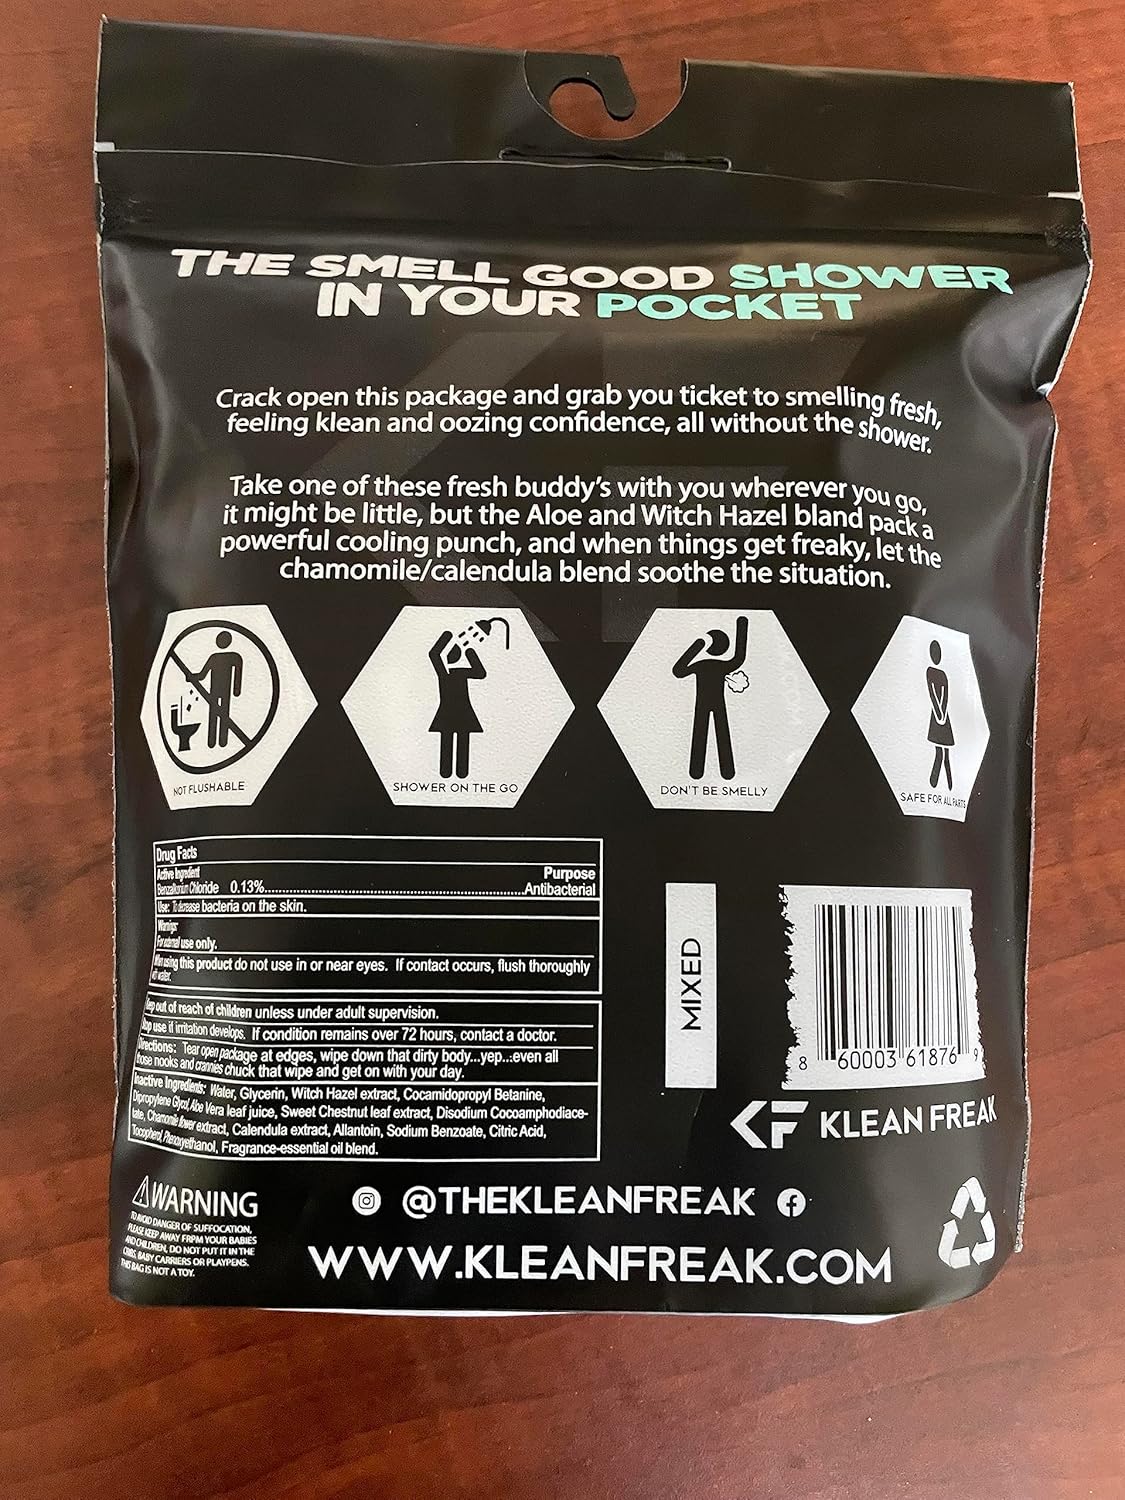 THE SMELL GOOD SHOWER
IN YOUR POCKET
Crack open this package and grab you ticket to smelling fresh,
feeling klean and oozing confidence, all without the shower.
Take one of these fresh buddy's with you wherever you go,
it might be little, but the Aloe and Witch Hazel bland pack a
powerful cooling punch, and when things get freaky, let the
chamomile/calendula blend soothe the situation.
NOT FLUSHABLE
SHOWER ON THE GO
DON'T BE SMELLY
SAFE FOR ALL PARTS
Drug Facts
Active Ingredient Purpose
Benzalkonium Chloride 0.13%...Antibacterial
Use: To decrease bacteria on the skin.
Warnings:
For external use only.
When using this product do not use in or near eyes. If contact occurs, flush thoroughly
with water.
Keep out of reach of children unless under adult supervision.
Stop use if irritation develops. If condition remains over 72 hours, contact a doctor.
Directions: Tear open package at edges, wipe down that dirty body...yep...even all
those nooks and crannies chuck that wipe and get on with your day.
Inactive Ingredients: Water, Glycerin, Witch Hazel extract, Cocamidopropyl Betanine,
Dipropylene Glycol, Aloe Vera leaf juice, Sweet Chestnut leaf extract, Disodium Cocoamphodiace-
tate, Chamomile flower extract, Calendula extract, Allantoin, Sodium Benzoate, Citric Acid,
Tocopherol, Phenoxyethanol, Fragrance-essential oil blend.
MIXED
8 60003 61876 9
KF KLEAN FREAK
WARNING
TO AVOID DANGER OF SUFFOCATION,
PLEASE KEEP AWAY FRPM YOUR BABIES
AND CHILDREN, DO NOT PUT IT IN THE
CRIBS, BABY CARRIERS OR PLAYPENS.
THIS BAG IS NOT A TOY.
@THEKLEANFREAK
WWW.KLEANFREAK.COM